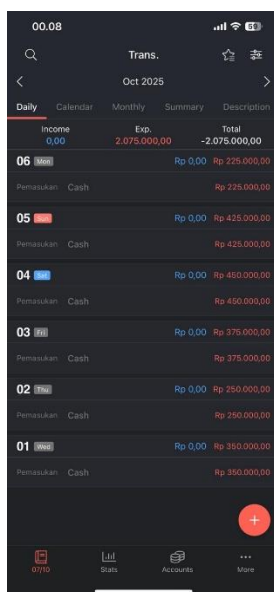 00.08
60
Trans.
Oct 2025
Daily Calendar Monthly Summary Description
Income Exp. Total
0,00 2.075.000,00 -2.075.000,00
06 Mon Rp 0,00 Rp 225.000,00
Pemasukan Cash Rp 225.000,00
05 Sun Rp 0,00 Rp 425.000,00
Pemasukan Cash Rp 425.000,00
04 Sat Rp 0,00 Rp 450.000,00
Pemasukan Cash Rp 450.000,00
03 Fri Rp 0,00 Rp 375.000,00
Pemasukan Cash Rp 375.000,00
02 Thu Rp 0,00 Rp 250.000,00
Pemasukan Cash Rp 250.000,00
01 Wed Rp 0,00 Rp 350.000,00
Pemasukan Cash Rp 350.000,00
07/10 Stats Accounts More